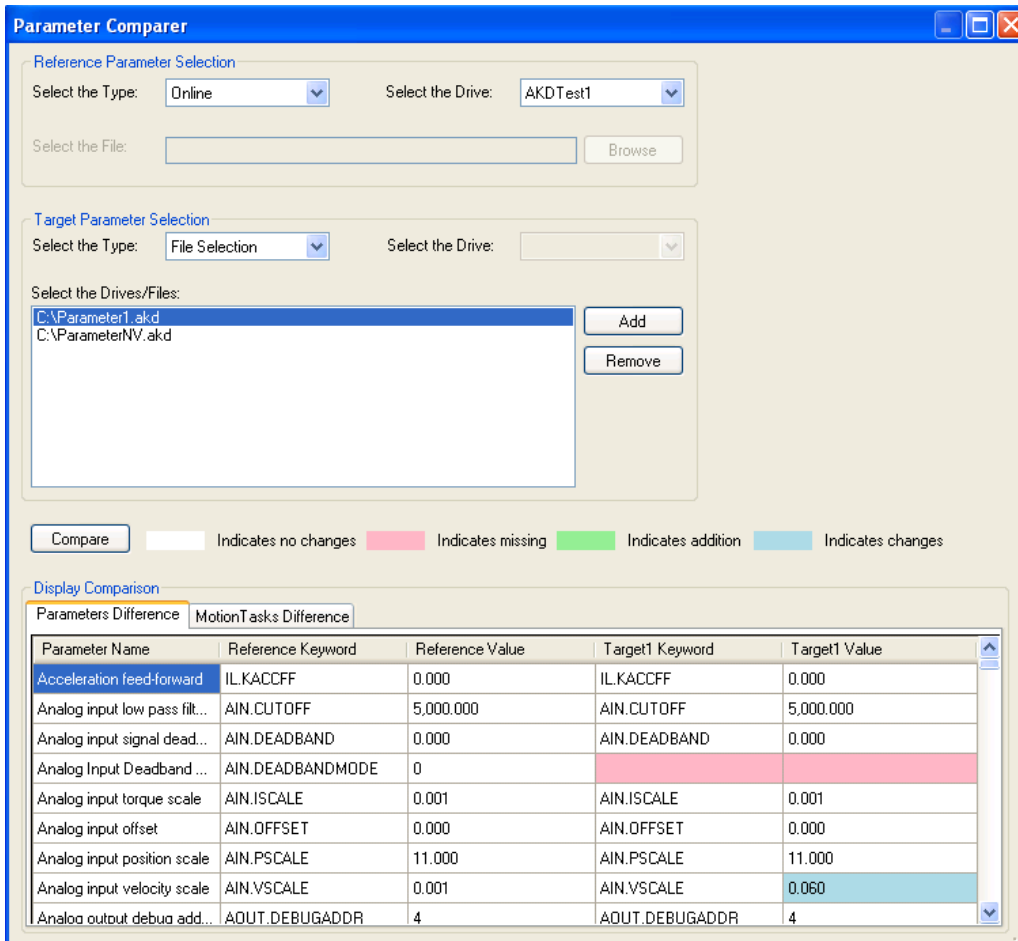 Parameter Comparer
Reference Parameter Selection
Select the Type: Online Select the Drive: AKDTest1
Select the File: Browse
Target Parameter Selection
Select the Type: File Selection Select the Drive:
Select the Drives/Files:
C:\Parameter1.akd
C:\ParameterNV.akd
Add
Remove
Compare Indicates no changes Indicates missing Indicates addition Indicates changes
Display Comparison
Parameters Difference MotionTasks Difference
Parameter Name Reference Keyword Reference Value Target1 Keyword Target1 Value
Acceleration feed-forward IL.KACCFF 0.000 IL.KACCFF 0.000
Analog input low pass filt... AIN.CUTOFF 5,000.000 AIN.CUTOFF 5,000.000
Analog input signal dead... AIN.DEADBAND 0.000 AIN.DEADBAND 0.000
Analog Input Deadband ... AIN.DEADBANDMODE 0
Analog input torque scale AIN.ISCALE 0.001 AIN.ISCALE 0.001
Analog input offset AIN.OFFSET 0.000 AIN.OFFSET 0.000
Analog input position scale AIN.PSCALE 11.000 AIN.PSCALE 11.000
Analog input velocity scale AIN.VSCALE 0.001 AIN.VSCALE 0.060
Analog output debug add... AOUT.DEBUGADDR 4 AOUT.DEBUGADDR 4